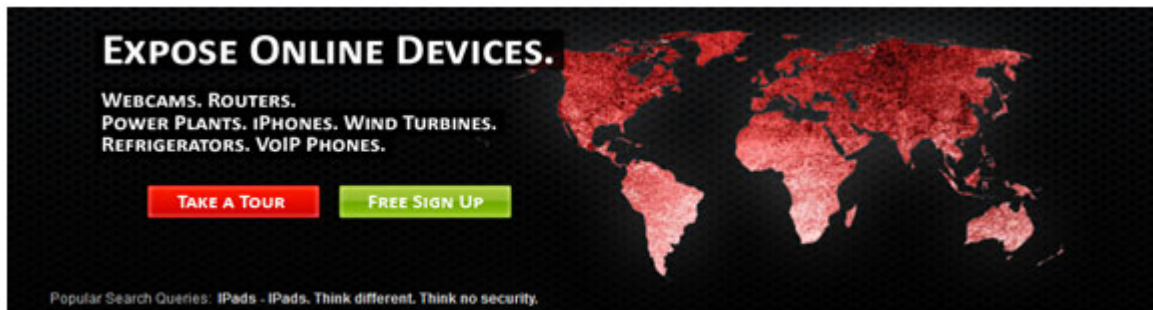 EXPOSE ONLINE DEVICES.
WEBCAMS. ROUTERS.
POWER PLANTS. IPHONES. WIND TURBINES.
REFRIGERATORS. VOIP PHONES.
TAKE A TOUR
FREE SIGN UP
Popular Search Queries: IPads - IPads. Think different. Think no security.